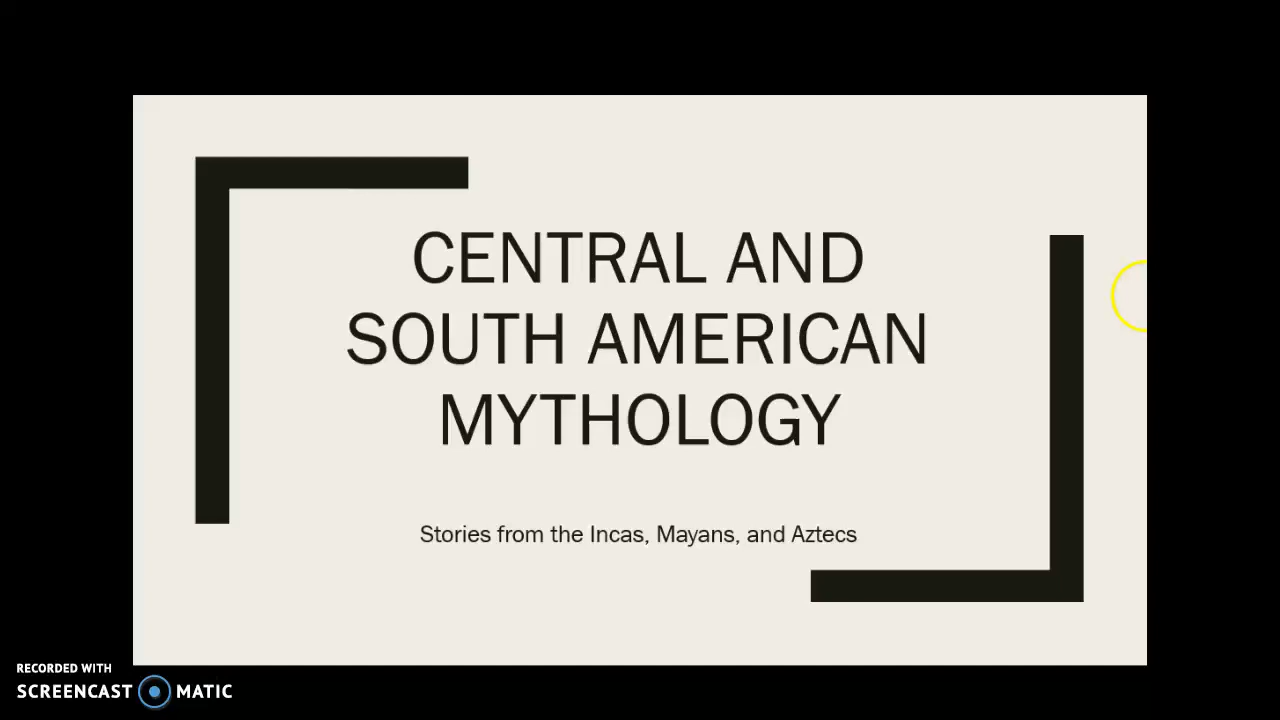 CENTRAL AND
SOUTH AMERICAN
MYTHOLOGY
Stories from the Incas, Mayans, and Aztecs
RECORDED WITH
SCREENCAST MATIC